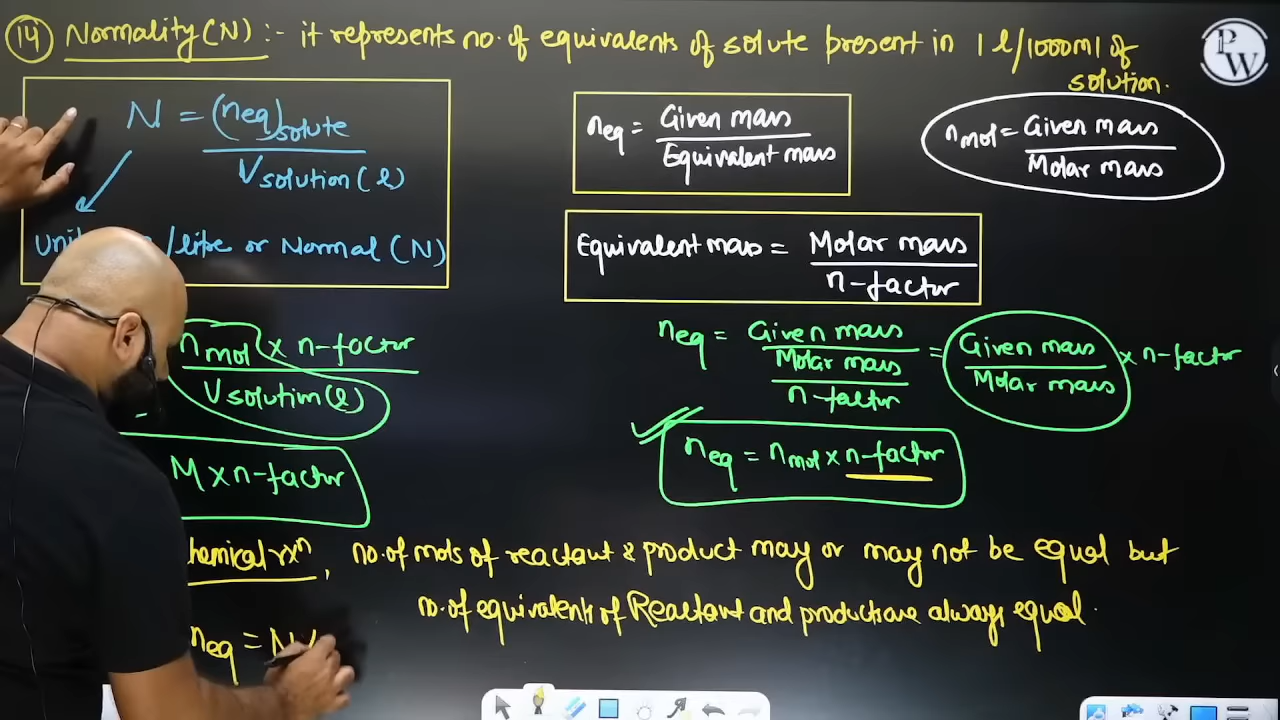 14 Normality (N) :- it represents no. of equivalents of solute present in 1 l/1000ml of
solution.
PW
N = (neq)solute
Vsolution (l)
/litre or Normal (N)
neq = Given mass
Equivalent mass
nmol = Given mass
Molar mass
Equivalent mass = Molar mass
n-factor
nmol × n-factor
Vsolution (l)
M × n-factor
neq = Given mass
Molar mass
n-factor
= Given mass
Molar mass
× n-factor
neq = nmol × n-factor
hemical rxn, no. of mols of reactant & product may or may not be equal but
no. of equivalents of Reactant and product are always equal.
neq = NV